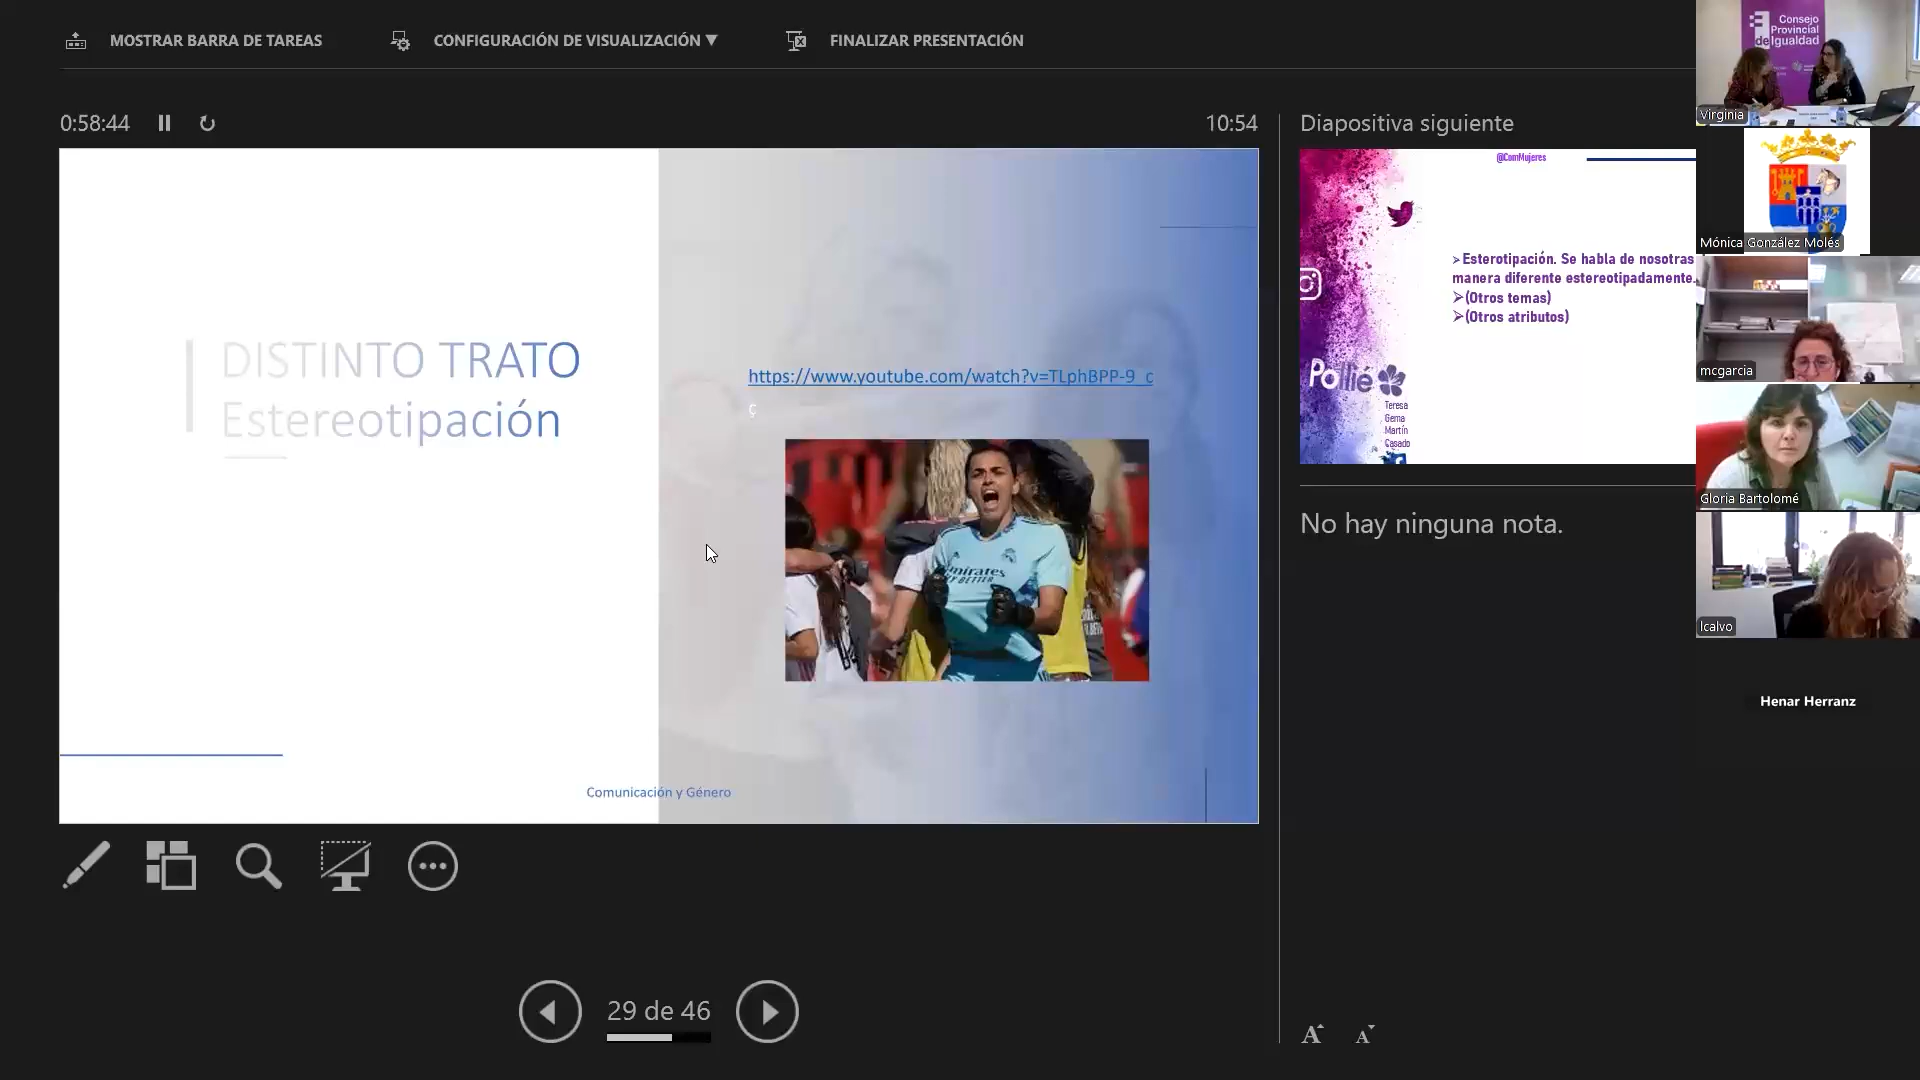 MOSTRAR BARRA DE TAREAS
CONFIGURACIÓN DE VISUALIZACIÓN ▼
FINALIZAR PRESENTACIÓN
0:58:44
10:54
DISTINTO TRATO
Estereotipación
https://www.youtube.com/watch?v=TLphBPP-9_c
ç
Emirates
FLY BETTER
Comunicación y Género
29 de 46
Diapositiva siguiente
@ComMujeres
➢Esterotipación. Se habla de nosotras
manera diferente estereotipadamente.
➢(Otros temas)
➢(Otros atributos)
Pollié
Teresa
Gema
Martín
Casado
No hay ninguna nota.
Consejo
Provincial
de Igualdad
Virginia
Mónica González Molés
mcgarcia
Gloria Bartolomé
lcalvo
Henar Herranz